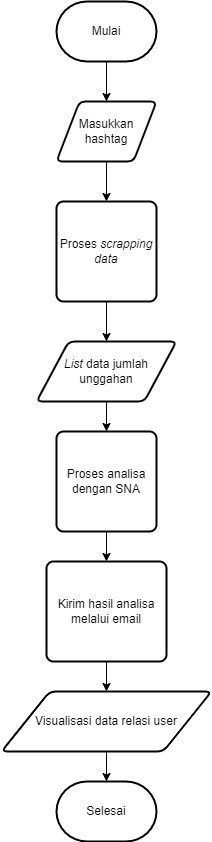 Mulai
Masukkan
hashtag
Proses scrapping
data
List data jumlah
unggahan
Proses analisa
dengan SNA
Kirim hasil analisa
melalui email
Visualisasi data relasi user
Selesai